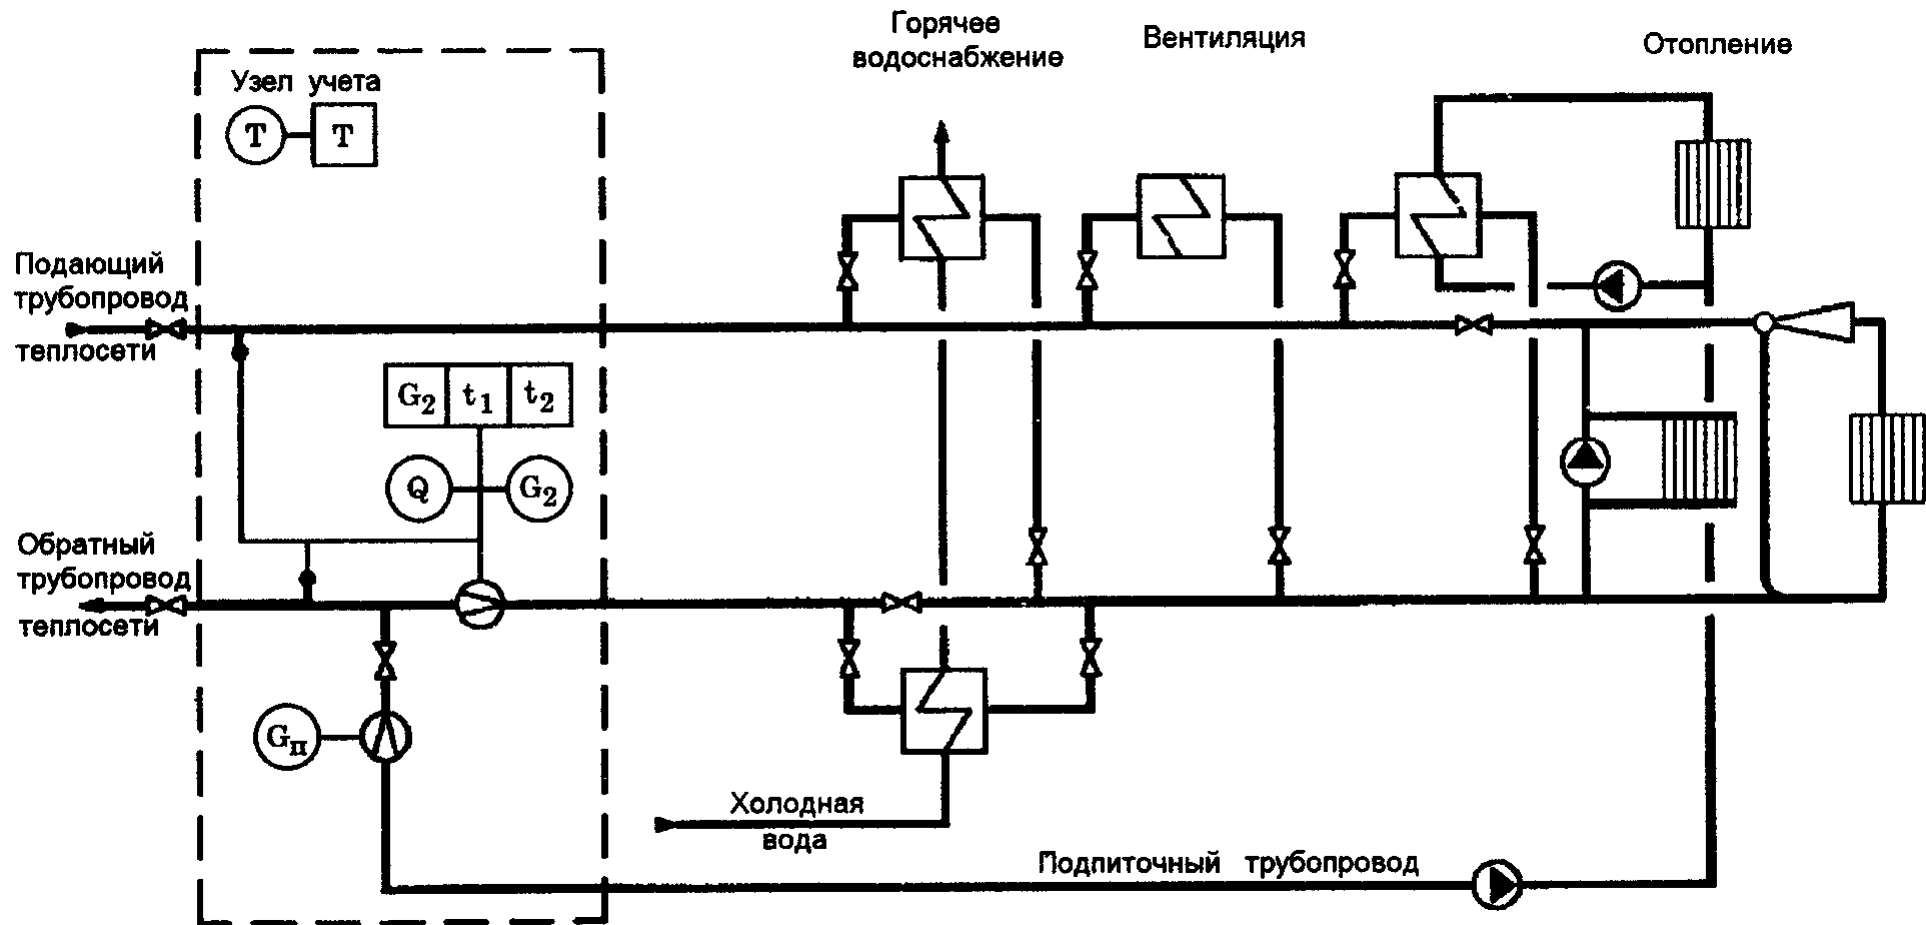 Горячее
водоснабжение
Вентиляция
Отопление
Узел учета
T
T
Подающий
трубопровод
теплосети
G2
t1
t2
Q
G2
Обратный
трубопровод
теплосети
Gп
Холодная
вода
Подпиточный трубопровод